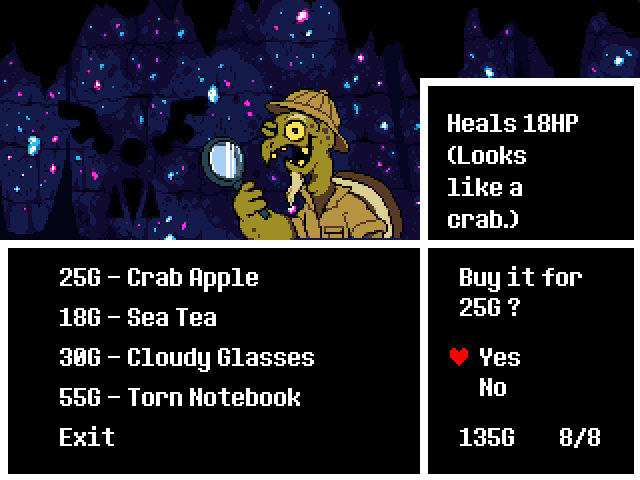 Heals 18HP
(Looks
like a
crab.)
25G - Crab Apple
18G - Sea Tea
30G - Cloudy Glasses
55G - Torn Notebook
Exit
Buy it for
25G ?
Yes
No
135G 8/8